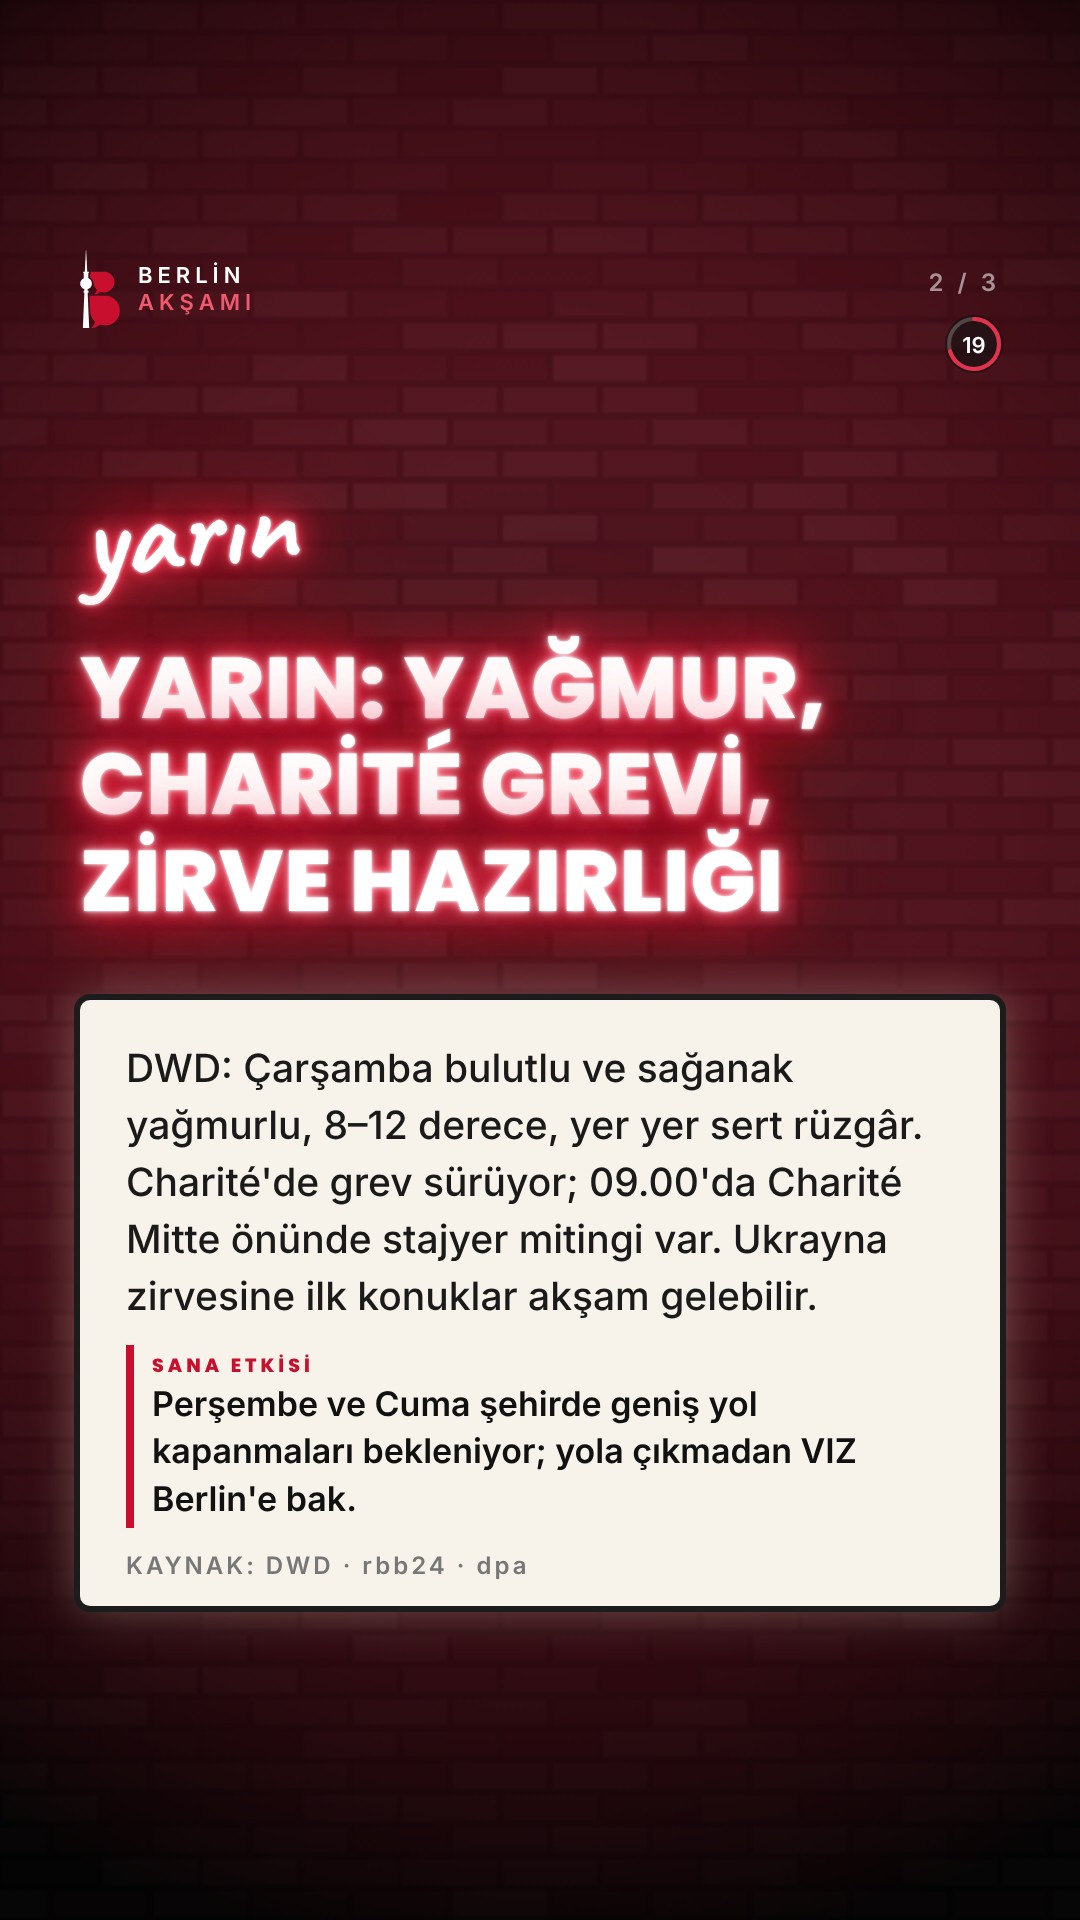 BERLİN
AKŞAMI
2 / 3
19
yarın
YARIN: YAĞMUR,
CHARİTÉ GREVİ,
ZİRVE HAZIRLIĞI
DWD: Çarşamba bulutlu ve sağanak
yağmurlu, 8–12 derece, yer yer sert rüzgâr.
Charité'de grev sürüyor; 09.00'da Charité
Mitte önünde stajyer mitingi var. Ukrayna
zirvesine ilk konuklar akşam gelebilir.
SANA ETKİSİ
Perşembe ve Cuma şehirde geniş yol
kapanmaları bekleniyor; yola çıkmadan VIZ
Berlin'e bak.
KAYNAK: DWD · rbb24 · dpa